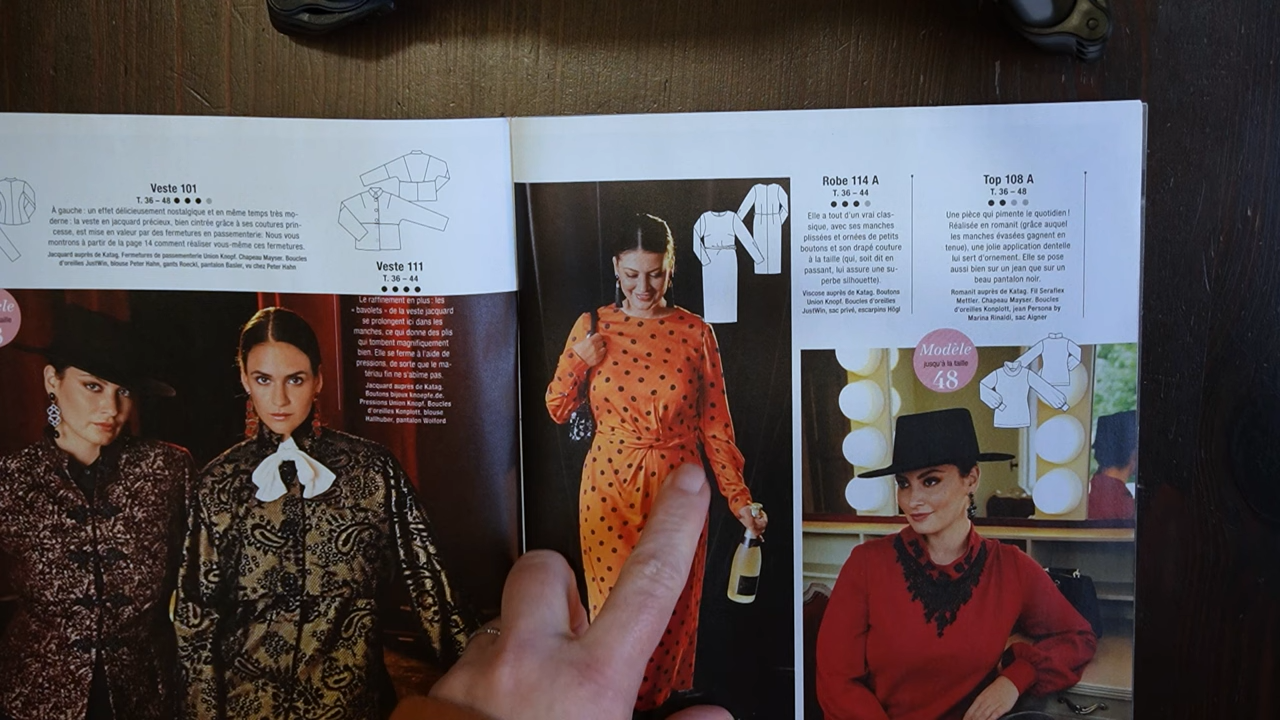 Veste 101
T. 36 – 48 ● ● ● ●
À gauche : un effet délicieusement nostalgique et en même temps très mo-
derne : la veste en jacquard précieux, bien cintrée grâce à ses coutures prin-
cesse, est mise en valeur par des fermetures en passementerie. Nous vous
montrons à partir de la page 14 comment réaliser vous-même ces fermetures.
Jacquard auprès de Katag. Fermetures de passementerie Union Knopf. Chapeau Mayser. Boucles
d'oreilles JustWin, blouse Peter Hahn, gants Roeckl, pantalon Basler, vu chez Peter Hahn
Veste 111
T. 36 – 44
● ● ● ●
Le raffinement en plus : les
« bavolets » de la veste jacquard
se prolongent ici dans les
manches, ce qui donne des plis
qui tombent magnifiquement
bien. Elle se ferme à l'aide de
pressions, de sorte que le ma-
tériau fin ne s'abîme pas.
Jacquard auprès de Katag.
Boutons bijoux knoepfe.de.
Pressions Union Knopf. Boucles
d'oreilles Konplott, blouse
Hallhuber, pantalon Wolford
Robe 114 A
T. 36 – 44
● ● ● ●
Elle a tout d'un vrai clas-
sique, avec ses manches
plissées et ornées de petits
boutons et son drapé couture
à la taille (qui, soit dit en
passant, lui assure une su-
perbe silhouette).
Viscose auprès de Katag. Boutons
Union Knopf. Boucles d'oreilles
JustWin, sac privé, escarpins Högl
Top 108 A
T. 36 – 48
● ● ● ●
Une pièce qui pimente le quotidien !
Réalisée en romanit (grâce auquel
les manches évasées gagnent en
tenue), une jolie application dentelle
lui sert d'ornement. Elle se pose
aussi bien sur un jean que sur un
beau pantalon noir.
Romanit auprès de Katag. Fil Seraflex
Mettler. Chapeau Mayser. Boucles
d'oreilles Konplott, jean Persona by
Marina Rinaldi, sac Aigner
Modèle
jusqu'à la taille
48